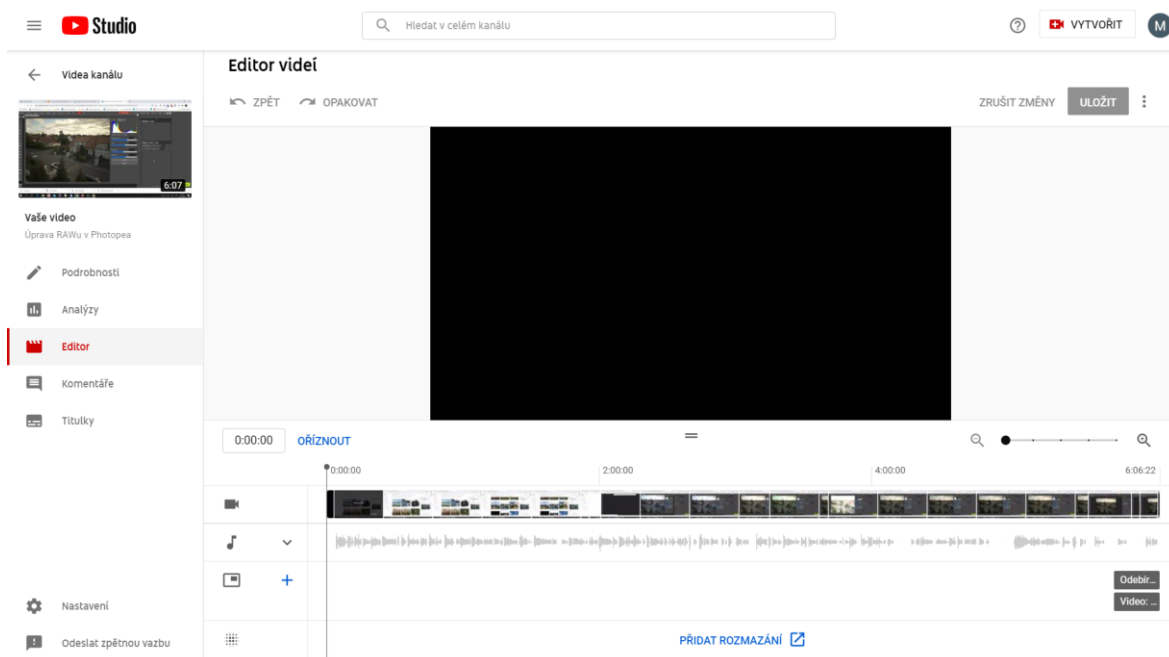 Studio
Hledat v celém kanálu
VYTVOŘIT
M
Videa kanálu
6:07
Vaše video
Úprava RAWu v Photopea
Podrobnosti
Analýzy
Editor
Komentáře
Titulky
Nastavení
Odeslat zpětnou vazbu
Editor videí
ZPĚT
OPAKOVAT
ZRUŠIT ZMĚNY
ULOŽIT
0:00:00
OŘÍZNOUT
0:00:00
2:00:00
4:00:00
6:06:22
Odebír...
Video: ...
PŘIDAT ROZMAZÁNÍ